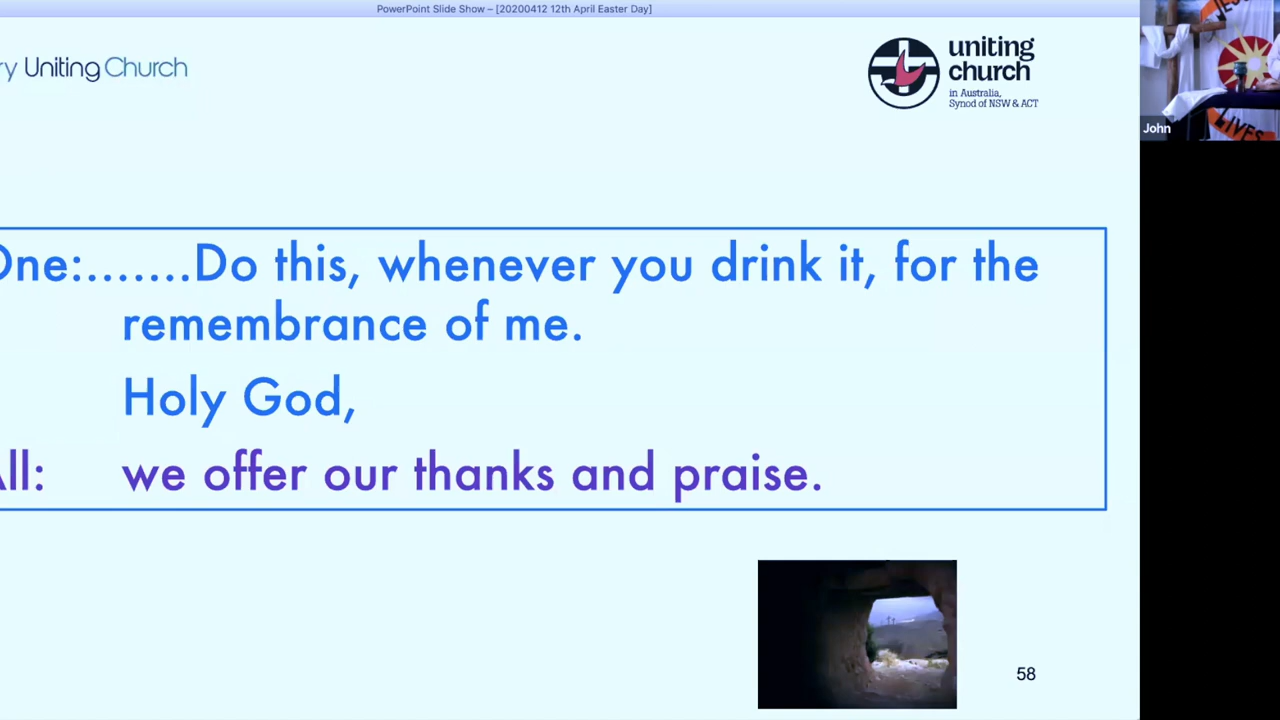 PowerPoint Slide Show – [20200412 12th April Easter Day]
ry Uniting Church
uniting
church
in Australia,
Synod of NSW & ACT
John
LIVES
One:.......Do this, whenever you drink it, for the
remembrance of me.
Holy God,
All: we offer our thanks and praise.
58